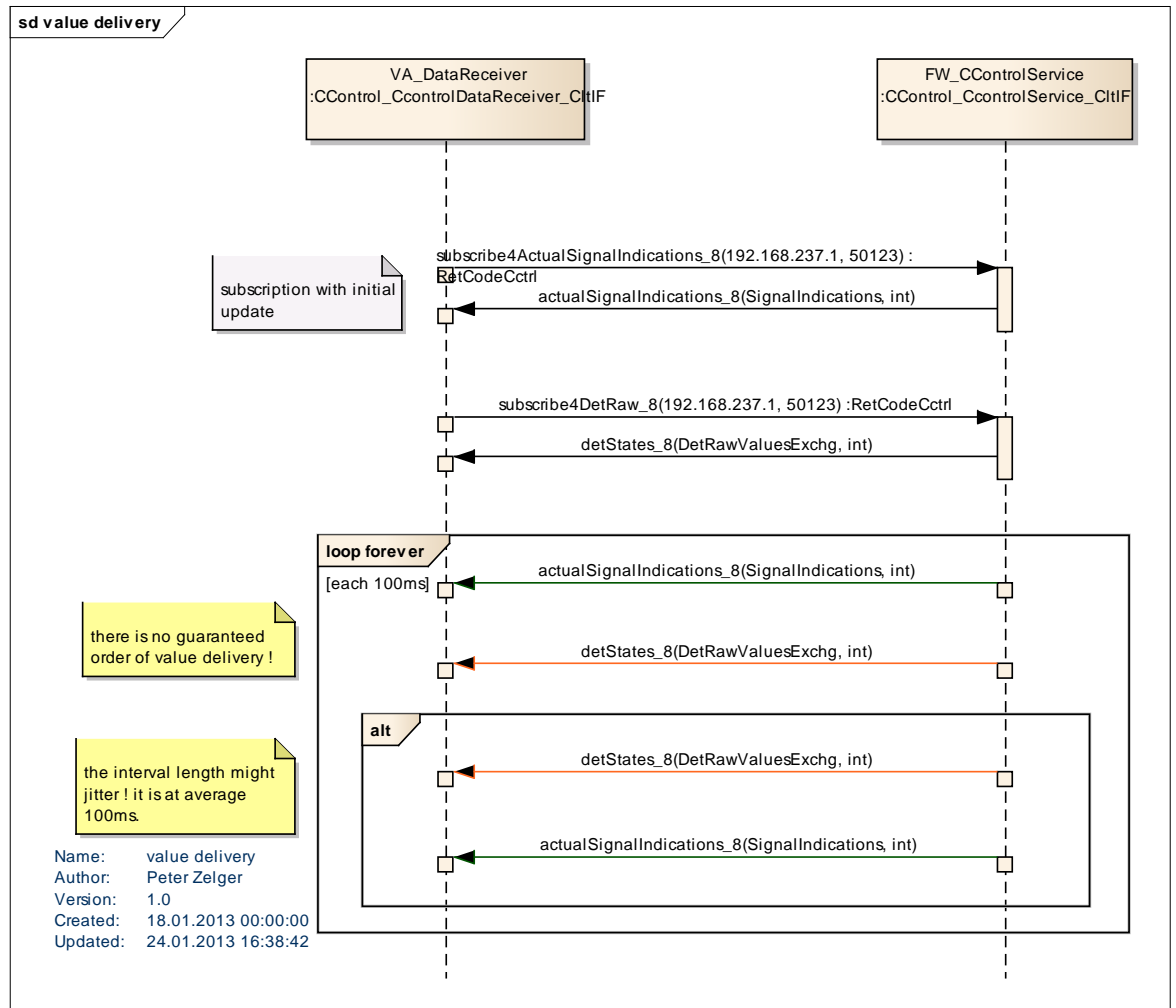 sd value delivery
VA_DataReceiver
:CControl_CcontrolDataReceiver_CltIF
FW_CControlService
:CControl_CcontrolService_CltIF
subscribe4ActualSignalIndications_8(192.168.237.1, 50123) :
RetCodeCctrl
subscription with initial
update
actualSignalIndications_8(SignalIndications, int)
subscribe4DetRaw_8(192.168.237.1, 50123) :RetCodeCctrl
detStates_8(DetRawValuesExchg, int)
loop forever
[each 100ms]
actualSignalIndications_8(SignalIndications, int)
there is no guaranteed
order of value delivery !
detStates_8(DetRawValuesExchg, int)
alt
detStates_8(DetRawValuesExchg, int)
the interval length might
jitter ! it is at average
100ms.
actualSignalIndications_8(SignalIndications, int)
Name: value delivery
Author: Peter Zelger
Version: 1.0
Created: 18.01.2013 00:00:00
Updated: 24.01.2013 16:38:42